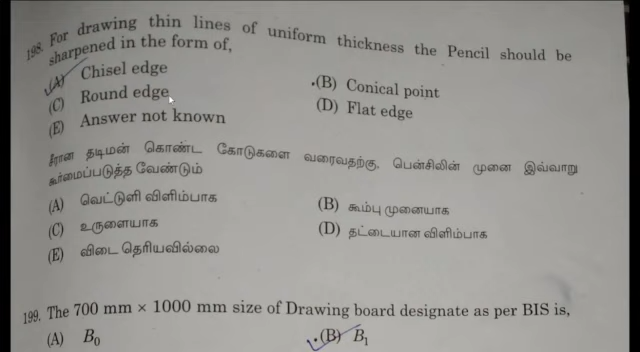 198. For drawing thin lines of uniform thickness the Pencil should be
sharpened in the form of,
(A) Chisel edge
(B) Conical point
(C) Round edge
(D) Flat edge
(E) Answer not known
சீரான தடிமன் கொண்ட கோடுகளை வரைவதற்கு, பென்சிலின் முனை இவ்வாறு
கூர்மைப்படுத்த வேண்டும்
(A) வெட்டுளி விளிம்பாக
(B) கூம்பு முனையாக
(C) உருளையாக
(D) தட்டையான விளிம்பாக
(E) விடை தெரியவில்லை
199. The 700 mm × 1000 mm size of Drawing board designate as per BIS is,
(A) B₀
(B) B₁